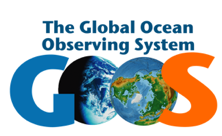 The Global Ocean
Observing System
GOOS